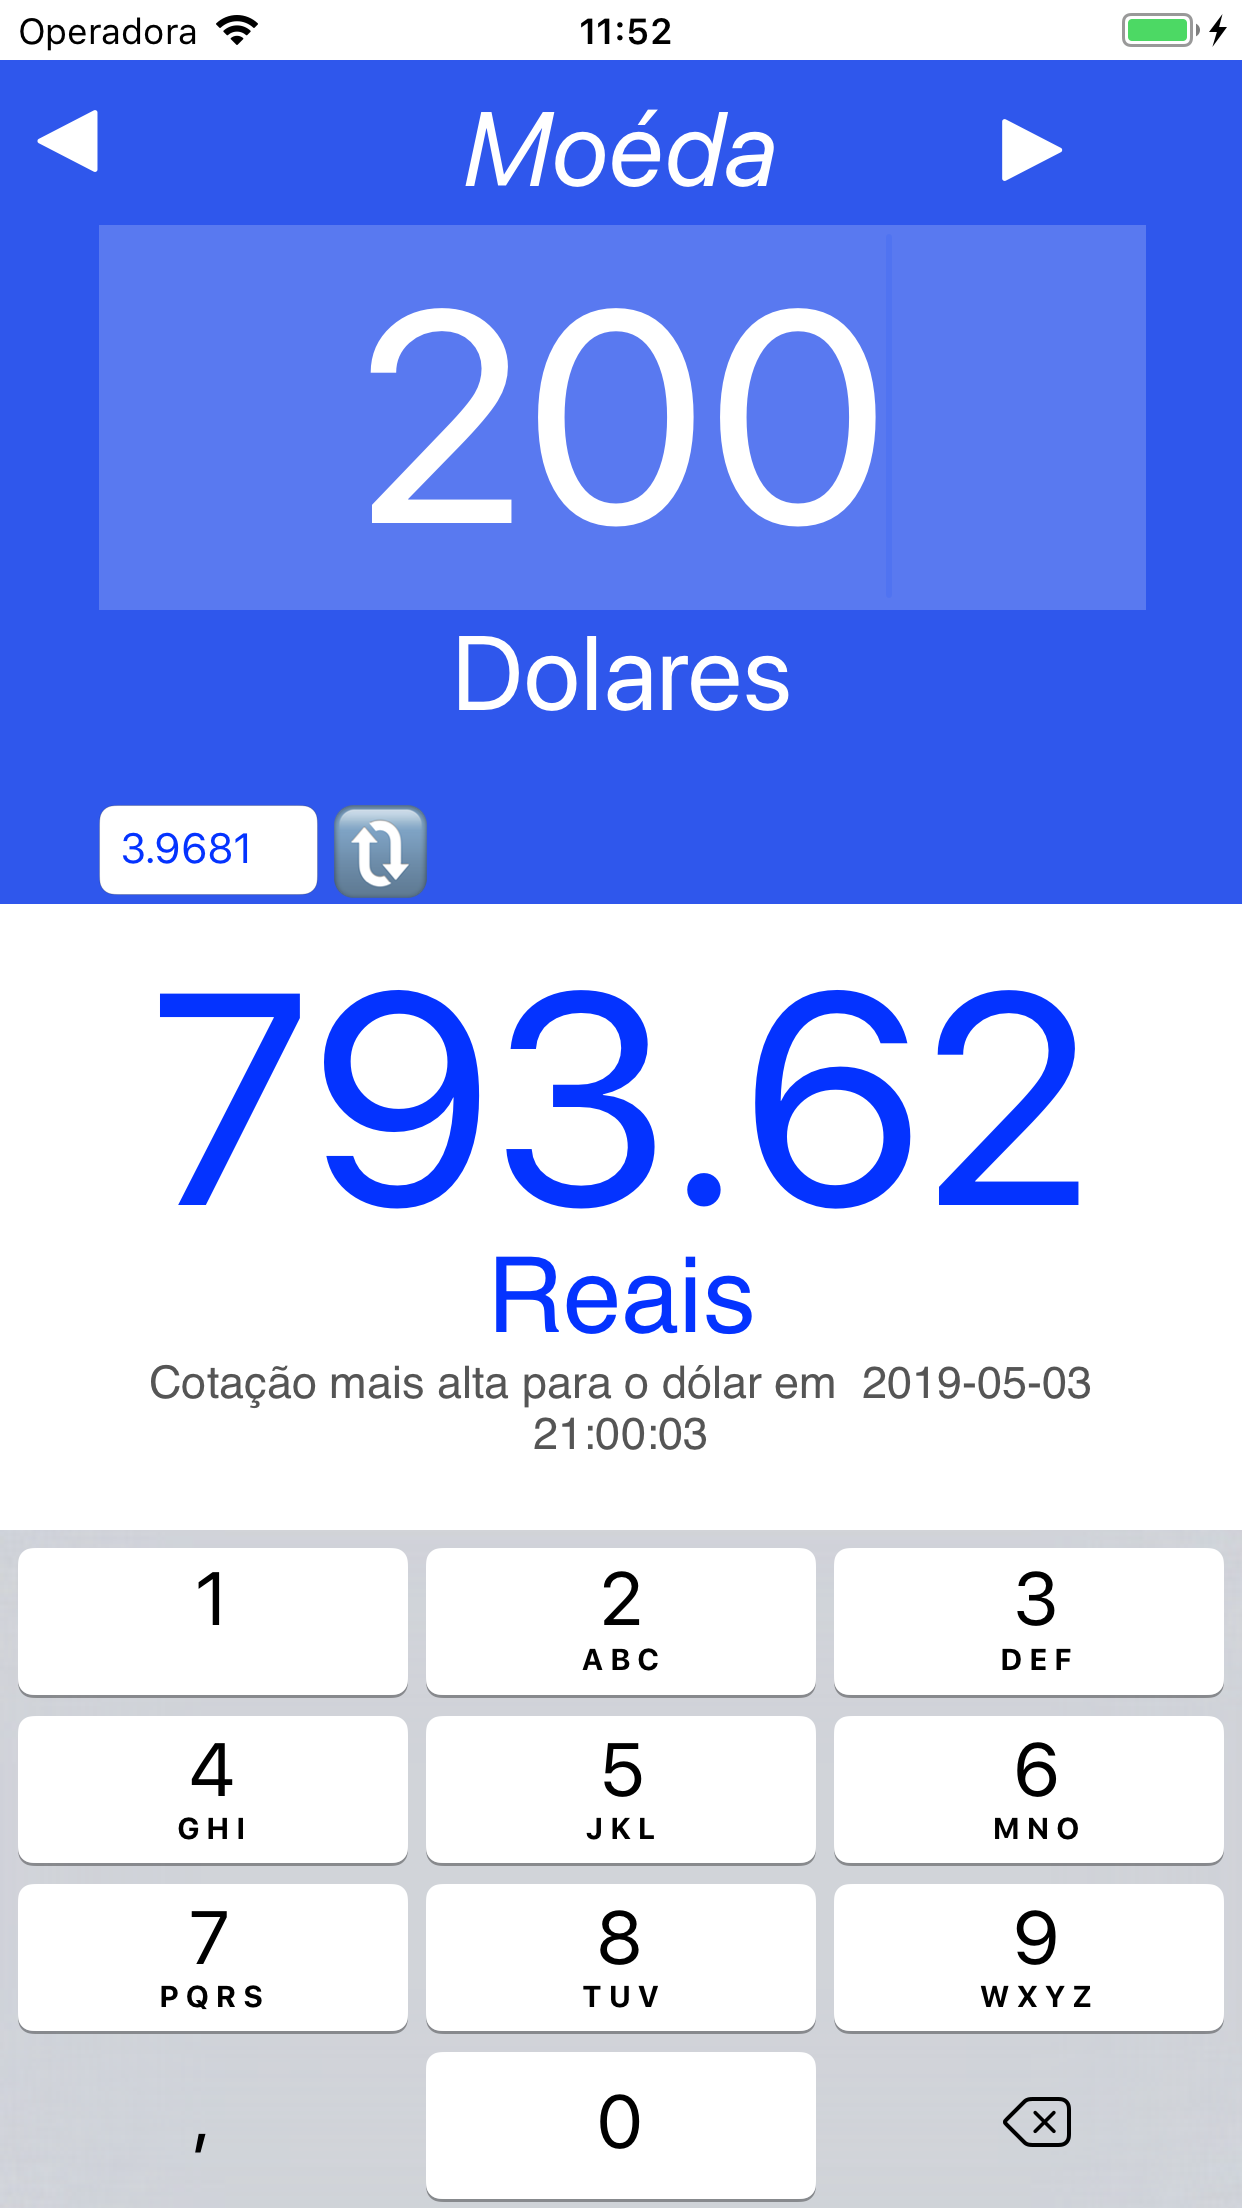 Operadora 11:52
Moéda
200
Dolares
3.9681
793.62
Reais
Cotação mais alta para o dólar em 2019-05-03
21:00:03
1 2 3
ABC DEF
4 5 6
GHI JKL MNO
7 8 9
PQRS TUV WXYZ
, 0